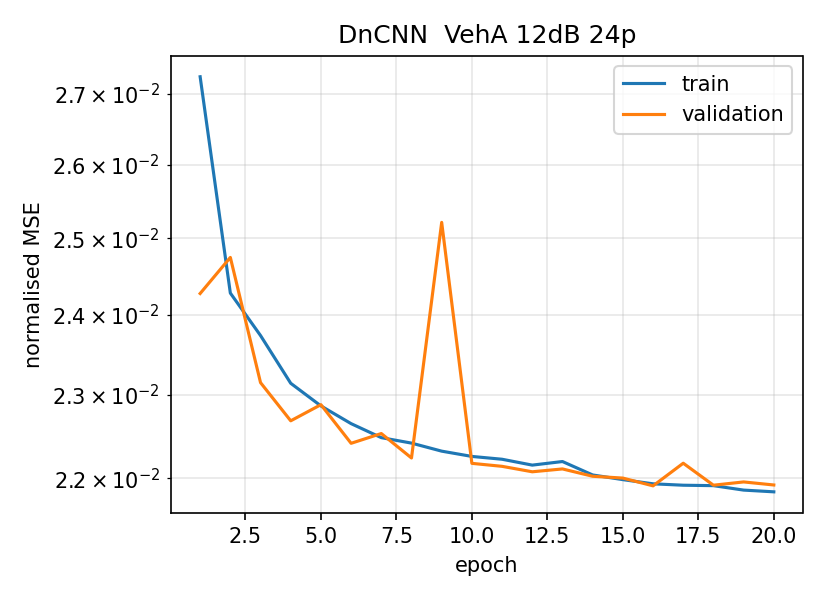 DnCNN  VehA 12dB 24p
train
validation
normalised MSE
2.7 × 10⁻²
2.6 × 10⁻²
2.5 × 10⁻²
2.4 × 10⁻²
2.3 × 10⁻²
2.2 × 10⁻²
2.5 5.0 7.5 10.0 12.5 15.0 17.5 20.0
epoch